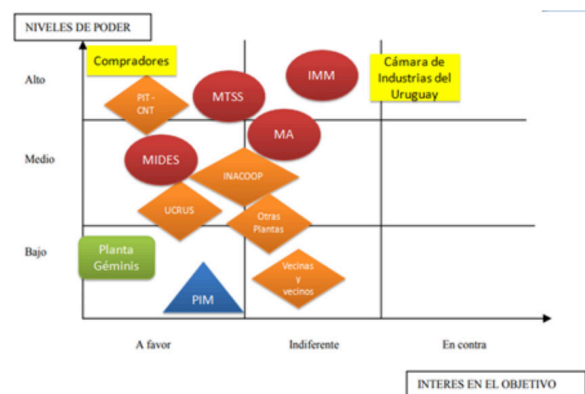 NIVELES DE PODER
Alto
Medio
Bajo
Compradores
PIT -
CNT
MTSS
IMM
Cámara de
Industrias del
Uruguay
MA
MIDES
INACOOP
UCRUS
Otras
Plantas
Planta
Géminis
PIM
Vecinas
y
vecinos
A favor
Indiferente
En contra
INTERES EN EL OBJETIVO